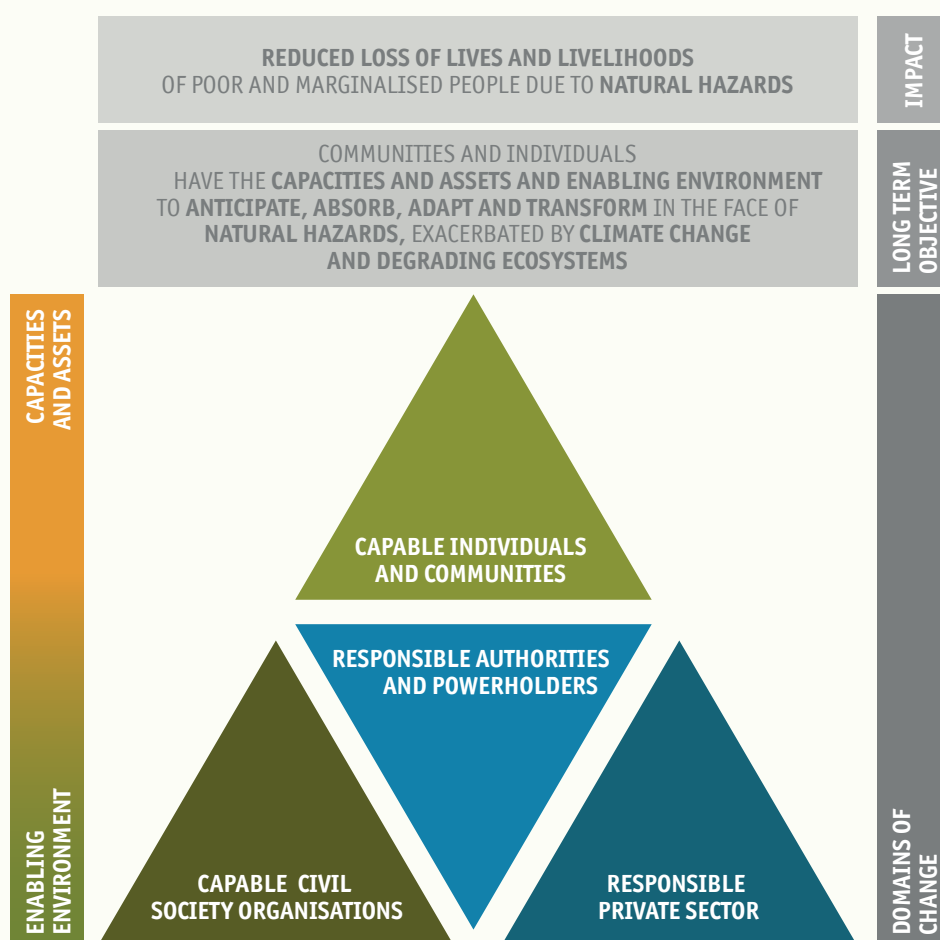 REDUCED LOSS OF LIVES AND LIVELIHOODS
OF POOR AND MARGINALISED PEOPLE DUE TO NATURAL HAZARDS
IMPACT
COMMUNITIES AND INDIVIDUALS
HAVE THE CAPACITIES AND ASSETS AND ENABLING ENVIRONMENT
TO ANTICIPATE, ABSORB, ADAPT AND TRANSFORM IN THE FACE OF
NATURAL HAZARDS, EXACERBATED BY CLIMATE CHANGE
AND DEGRADING ECOSYSTEMS
LONG TERM
OBJECTIVE
CAPACITIES
AND ASSETS
CAPABLE INDIVIDUALS
AND COMMUNITIES
RESPONSIBLE AUTHORITIES
AND POWERHOLDERS
ENABLING
ENVIRONMENT
CAPABLE CIVIL
SOCIETY ORGANISATIONS
RESPONSIBLE
PRIVATE SECTOR
DOMAINS OF
CHANGE